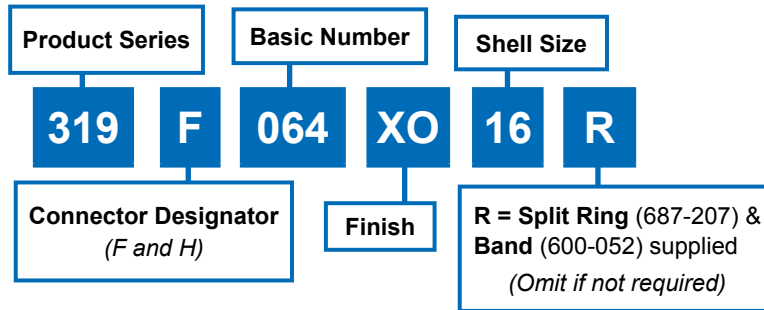 Product Series
Basic Number
Shell Size
319 F 064 XO 16 R
Connector Designator
(F and H)
Finish
R = Split Ring (687-207) &
Band (600-052) supplied
(Omit if not required)